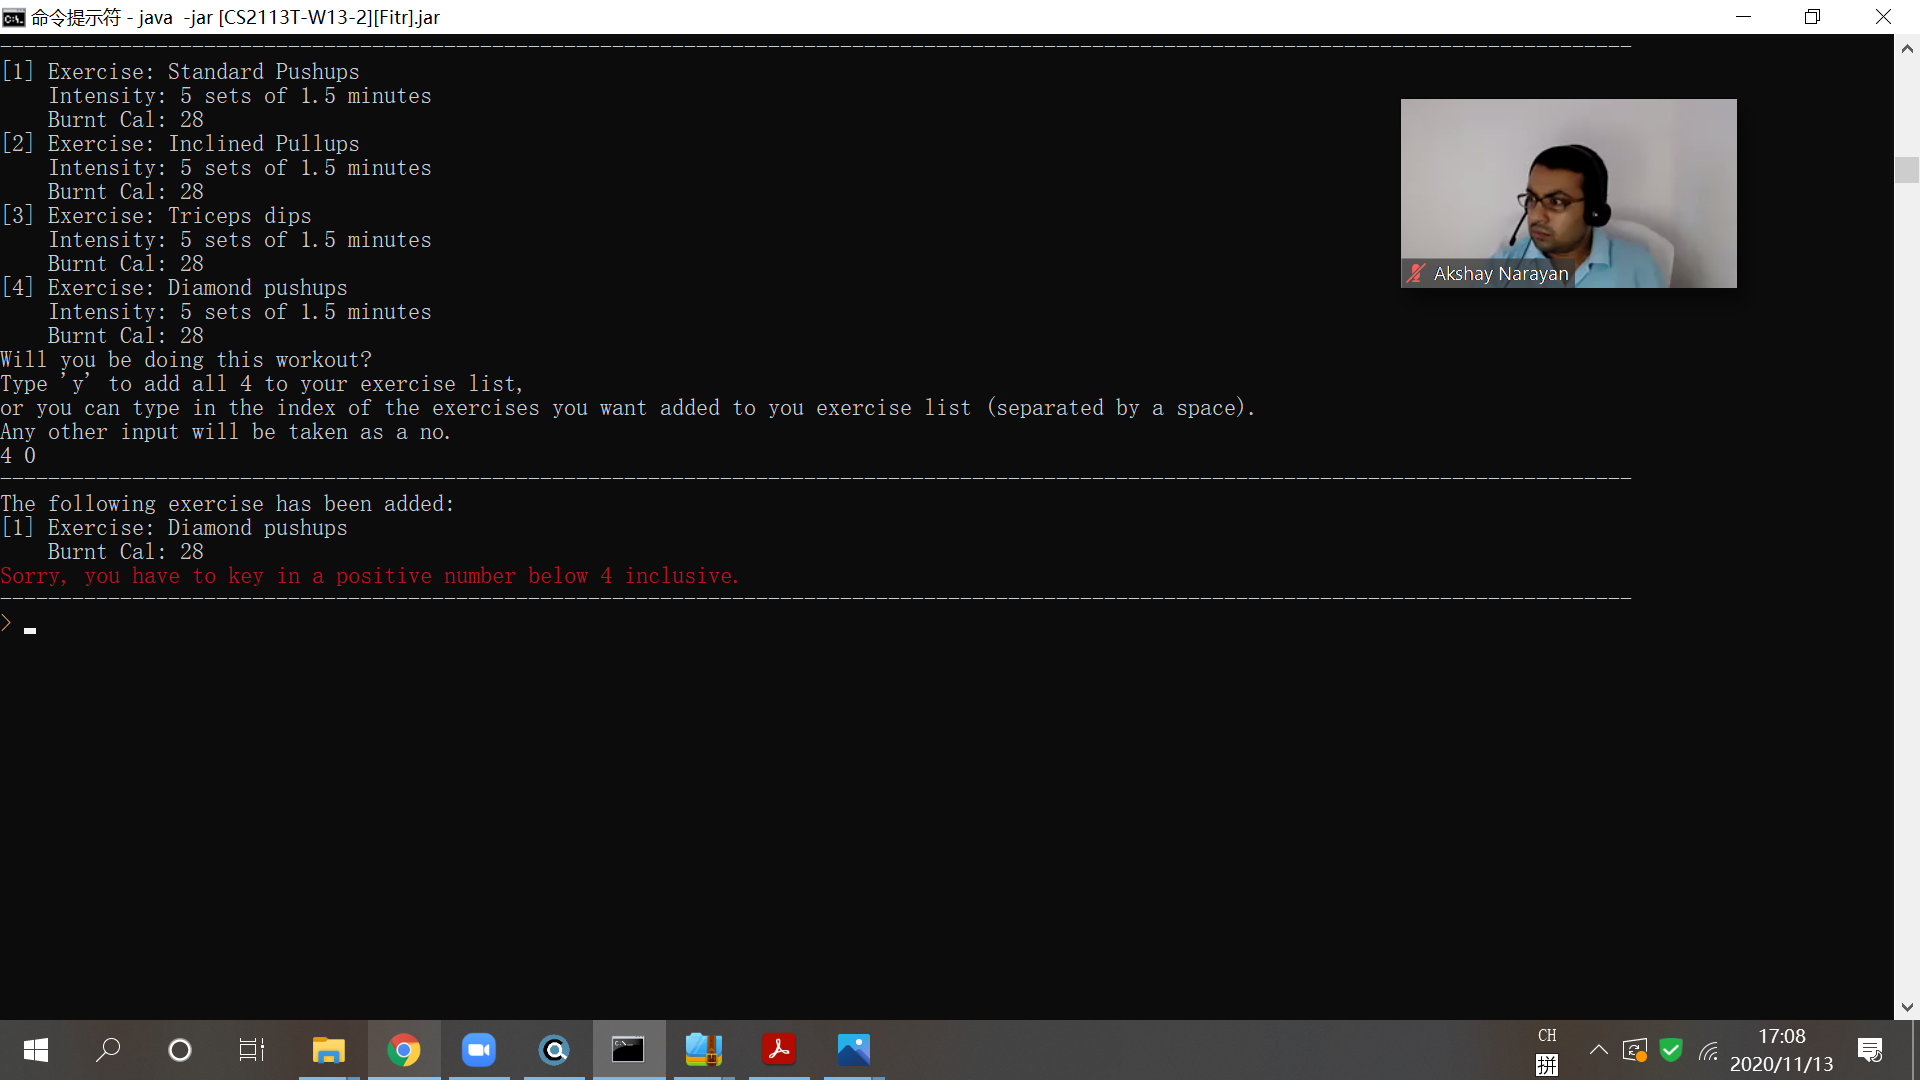 命令提示符 - java -jar [CS2113T-W13-2][Fitr].jar
[1] Exercise: Standard Pushups
Intensity: 5 sets of 1.5 minutes
Burnt Cal: 28
[2] Exercise: Inclined Pullups
Intensity: 5 sets of 1.5 minutes
Burnt Cal: 28
[3] Exercise: Triceps dips
Intensity: 5 sets of 1.5 minutes
Burnt Cal: 28
[4] Exercise: Diamond pushups
Intensity: 5 sets of 1.5 minutes
Burnt Cal: 28
Will you be doing this workout?
Type 'y' to add all 4 to your exercise list,
or you can type in the index of the exercises you want added to you exercise list (separated by a space).
Any other input will be taken as a no.
4 0
The following exercise has been added:
[1] Exercise: Diamond pushups
Burnt Cal: 28
Sorry, you have to key in a positive number below 4 inclusive.
>
Akshay Narayan
CH
拼
17:08
2020/11/13